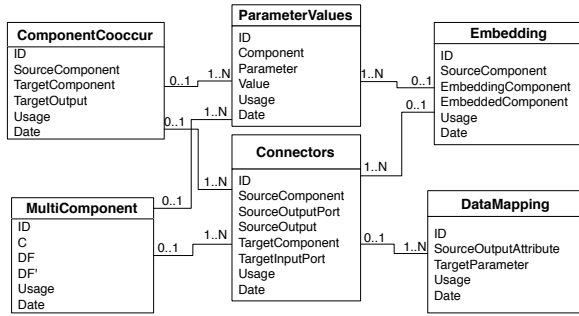 ComponentCooccur
ID
SourceComponent
TargetComponent
TargetOutput
Usage
Date
ParameterValues
ID
Component
Parameter
Value
Usage
Date
Embedding
ID
SourceComponent
EmbeddingComponent
EmbeddedComponent
Usage
Date
0..1
1..N
1..N
0..1
0..1
1..N
0..1
1..N
0..1
1..N
MultiComponent
ID
C
DF
DF'
Usage
Date
Connectors
ID
SourceComponent
SourceOutputPort
SourceOutput
TargetComponent
TargetInputPort
Usage
Date
DataMapping
ID
SourceOutputAttribute
TargetParameter
Usage
Date
0..1
0..1
1..N
0..1
1..N